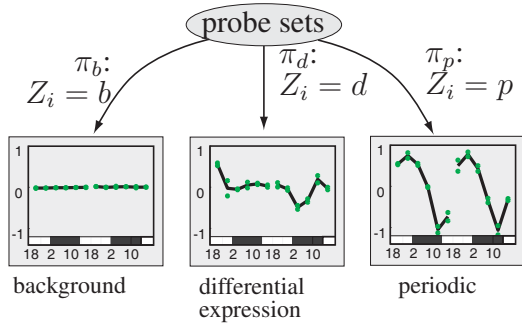 probe sets
π_b:
Z_i = b
π_d:
Z_i = d
π_p:
Z_i = p
1
0
-1
18 2 10 18 2 10
1
0
-1
18 2 10 18 2 10
1
0
-1
18 2 10 18 2 10
background
differential
expression
periodic